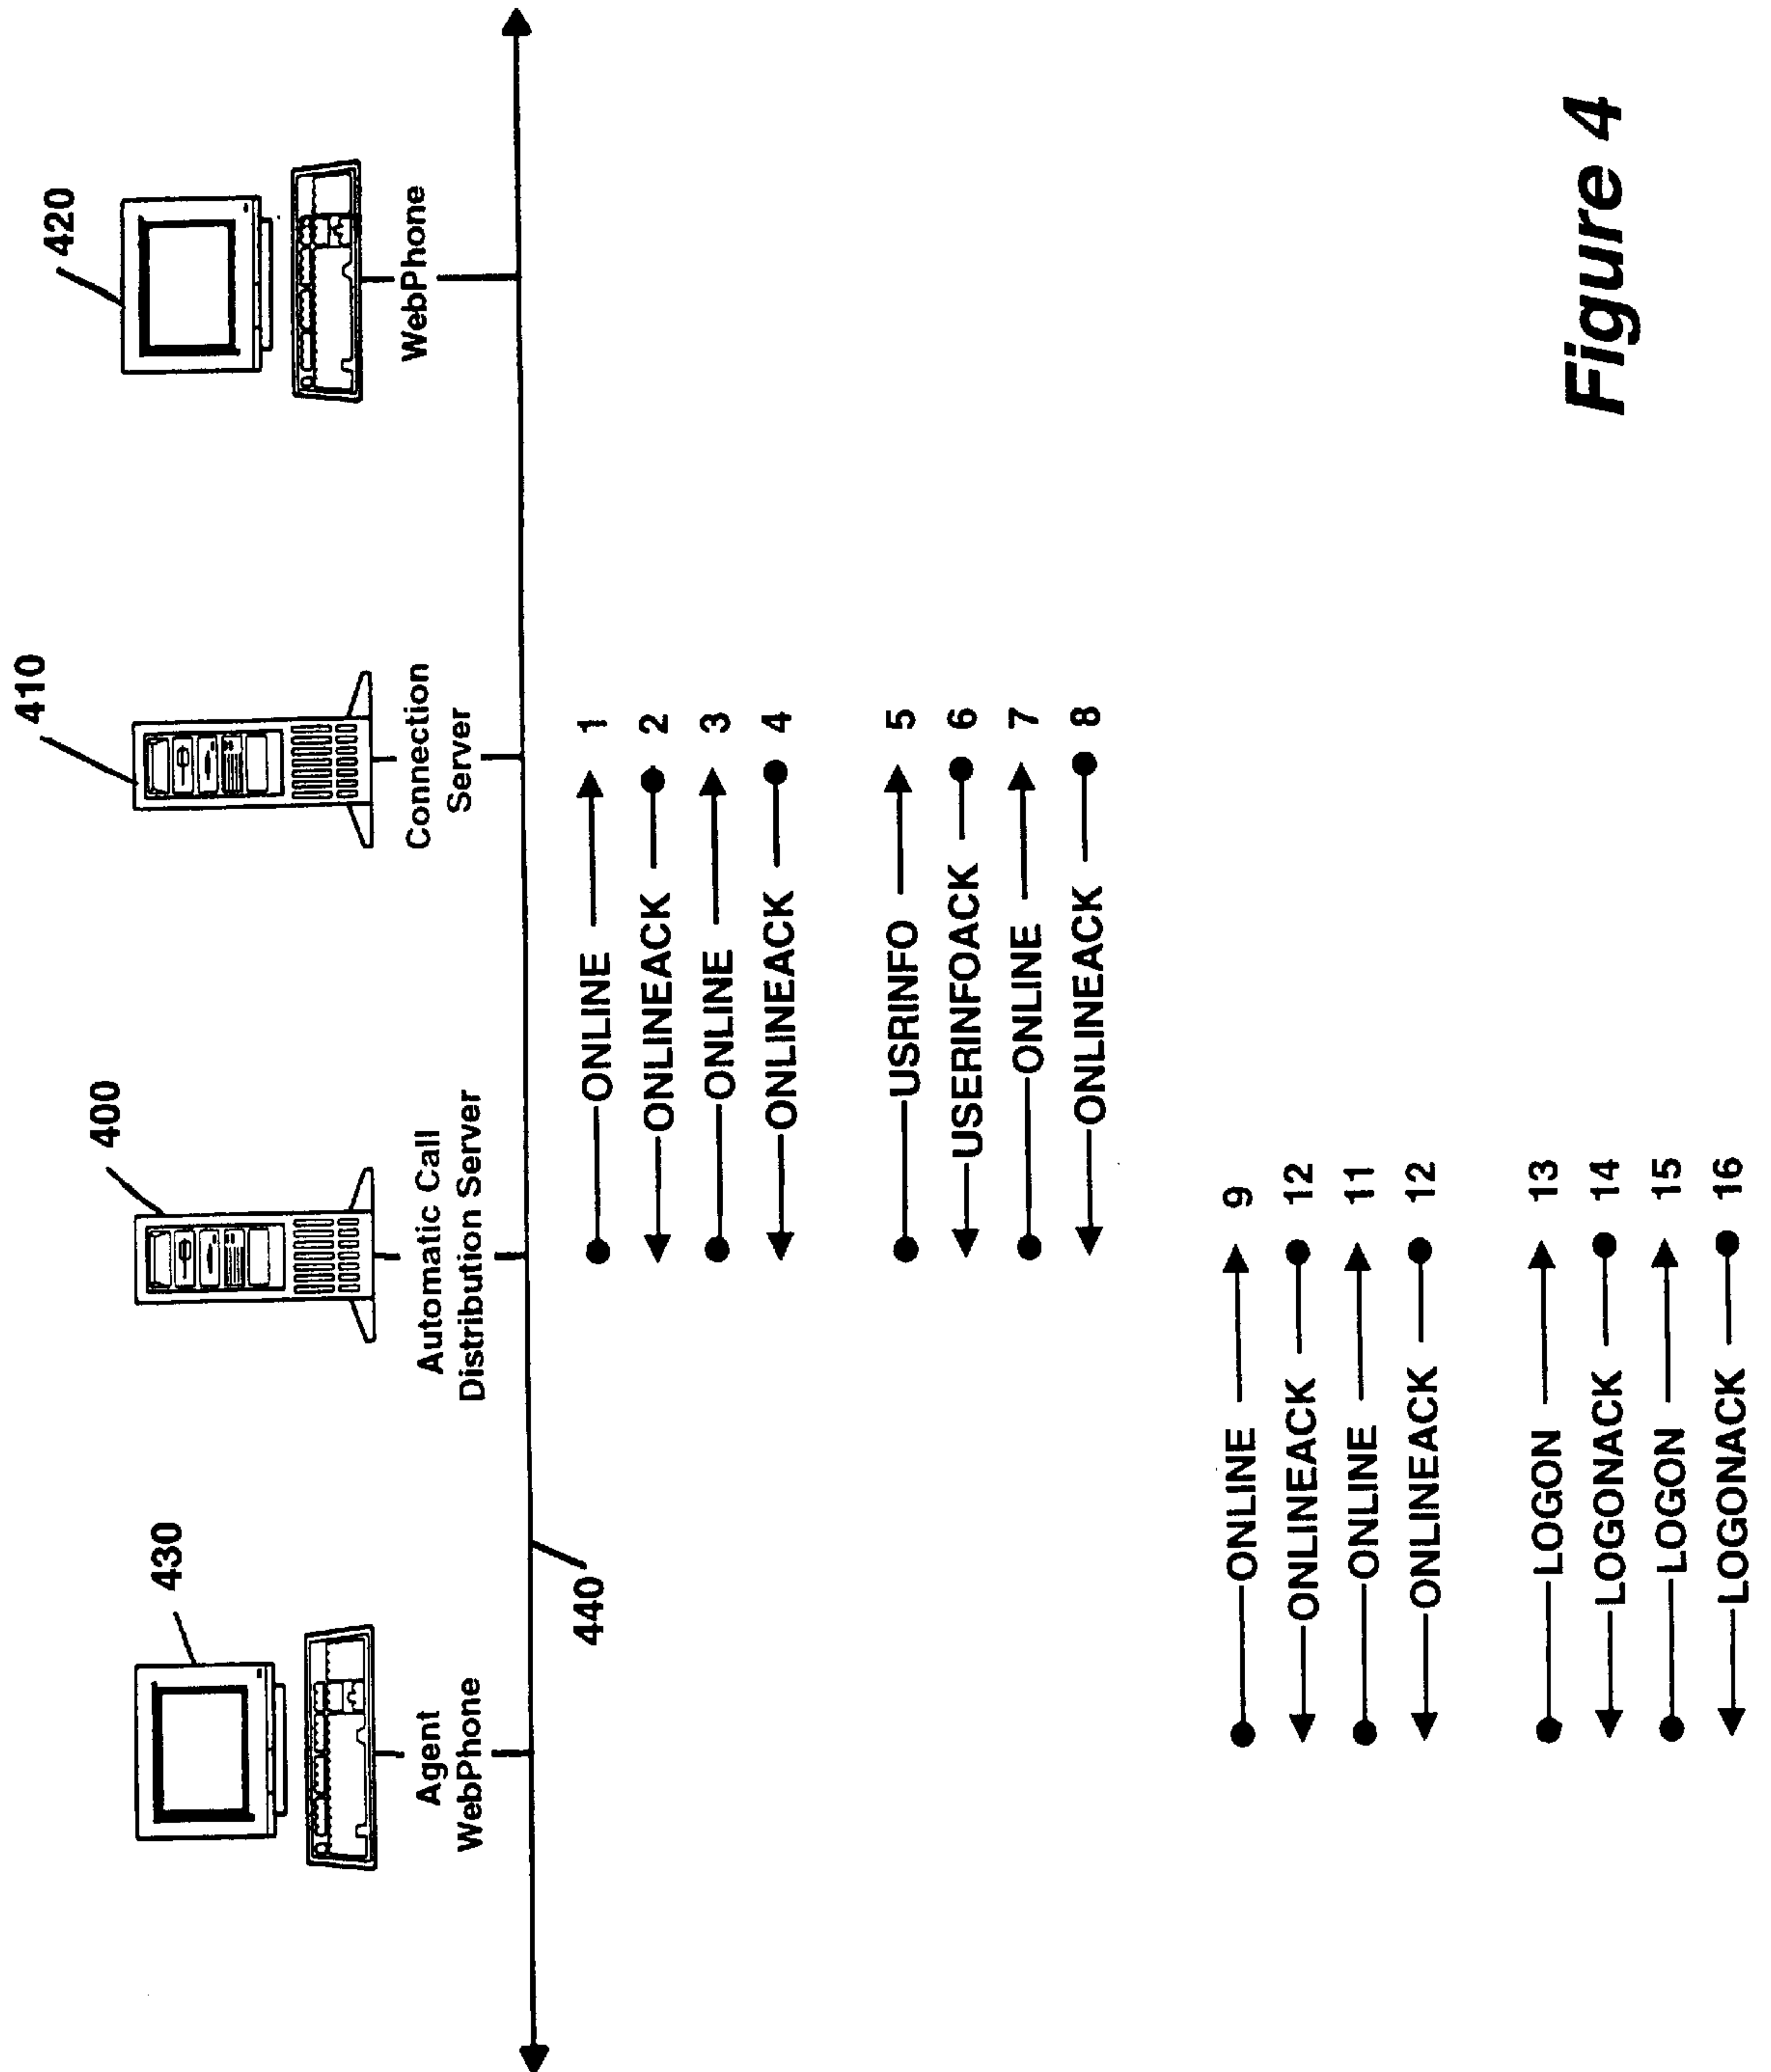 430
400
410
420
Agent
WebPhone
Automatic Call
Distribution Server
Connection
Server
WebPhone
440
ONLINE 1
ONLINEACK 2
ONLINE 3
ONLINEACK 4
USRINFO 5
USERINFOACK 6
ONLINE 7
ONLINEACK 8
ONLINE 9
ONLINEACK 12
ONLINE 11
ONLINEACK 12
LOGON 13
LOGONACK 14
LOGON 15
LOGONACK 16
Figure 4